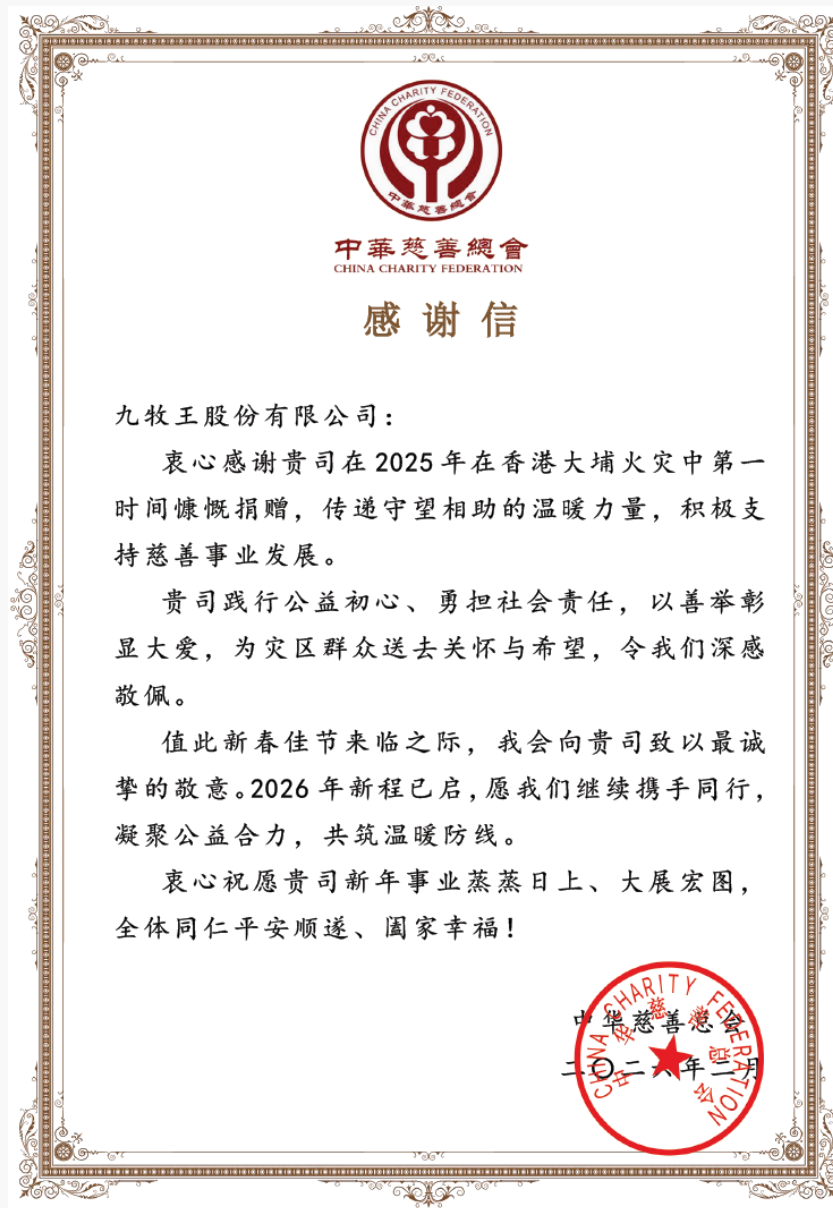 CHINA CHARITY FEDERATION
中華慈善總會
中華慈善總會
CHINA CHARITY FEDERATION
感谢信
九牧王股份有限公司：
衷心感谢贵司在2025年在香港大埔火灾中第一
时间慷慨捐赠，传递守望相助的温暖力量，积极支
持慈善事业发展。
贵司践行公益初心、勇担社会责任，以善举彰
显大爱，为灾区群众送去关怀与希望，令我们深感
敬佩。
值此新春佳节来临之际，我会向贵司致以最诚
挚的敬意。2026年新程已启，愿我们继续携手同行，
凝聚公益合力，共筑温暖防线。
衷心祝愿贵司新年事业蒸蒸日上、大展宏图，
全体同仁平安顺遂、阖家幸福！
中华慈善总会
二〇二六年二月
CHINA CHARITY FEDERATION
中华慈善总会